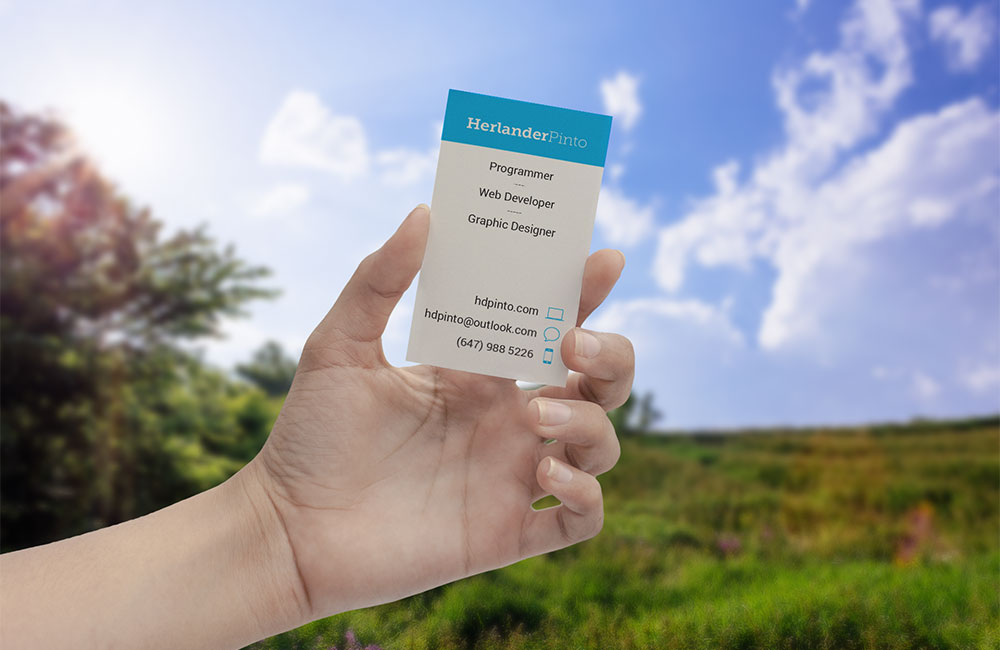 HerlanderPinto
Programmer
Web Developer
Graphic Designer
hdpinto.com
hdpinto@outlook.com
(647) 988 5226